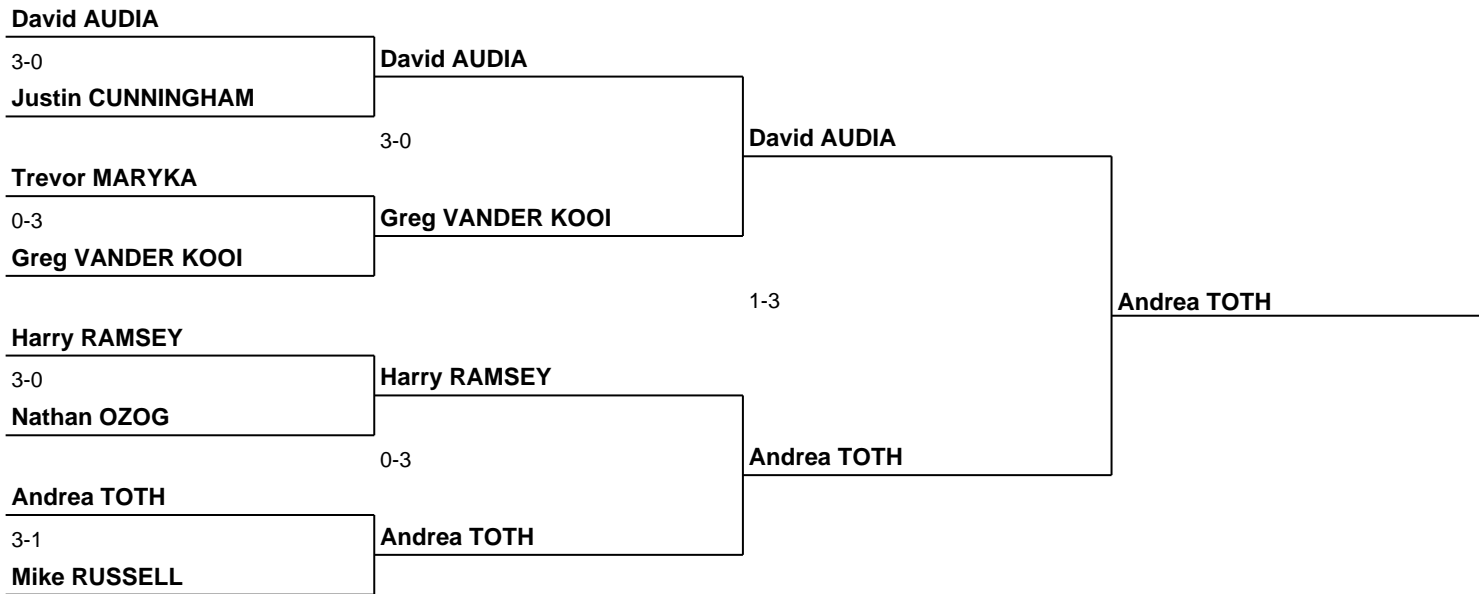 David AUDIA
3-0
Justin CUNNINGHAM
David AUDIA
3-0
David AUDIA
Trevor MARYKA
0-3
Greg VANDER KOOI
Greg VANDER KOOI
1-3
Andrea TOTH
Harry RAMSEY
3-0
Nathan OZOG
Harry RAMSEY
0-3
Andrea TOTH
Andrea TOTH
3-1
Mike RUSSELL
Andrea TOTH